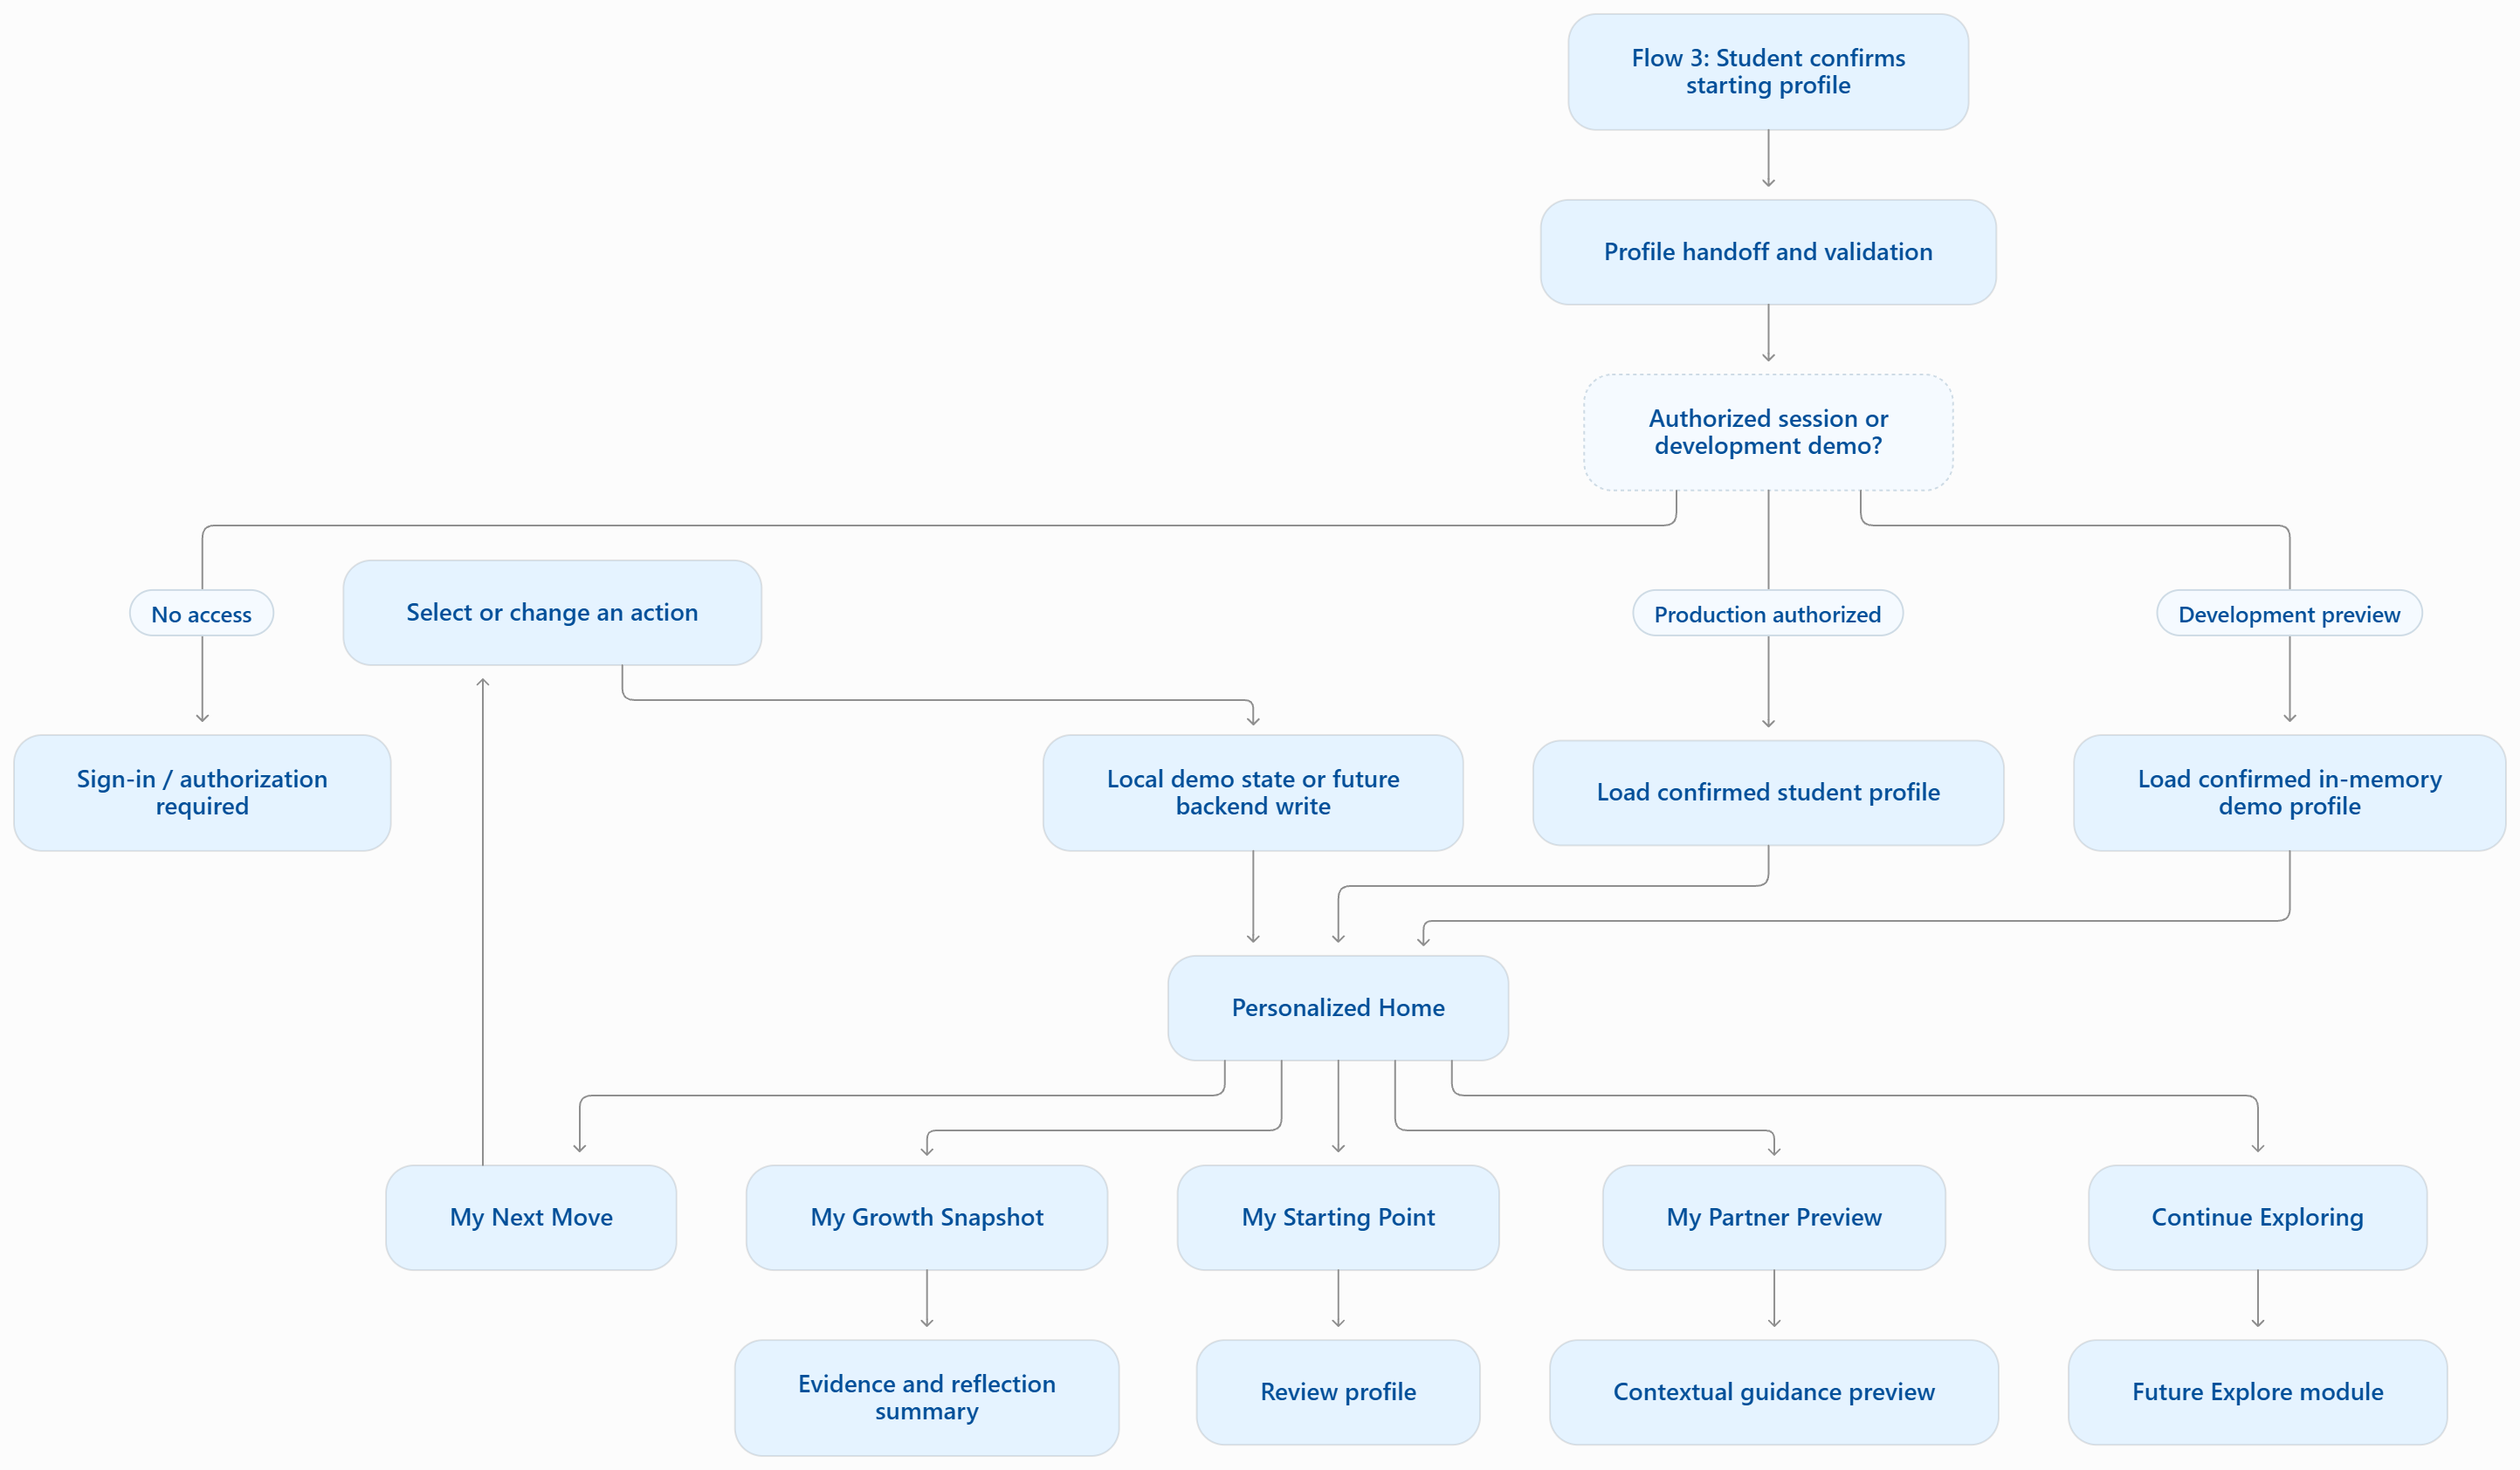 Flow 3: Student confirms
starting profile
Profile handoff and validation
Authorized session or
development demo?
No access
Select or change an action
Production authorized
Development preview
Sign-in / authorization
required
Local demo state or future
backend write
Load confirmed student profile
Load confirmed in-memory
demo profile
Personalized Home
My Next Move
My Growth Snapshot
My Starting Point
My Partner Preview
Continue Exploring
Evidence and reflection
summary
Review profile
Contextual guidance preview
Future Explore module